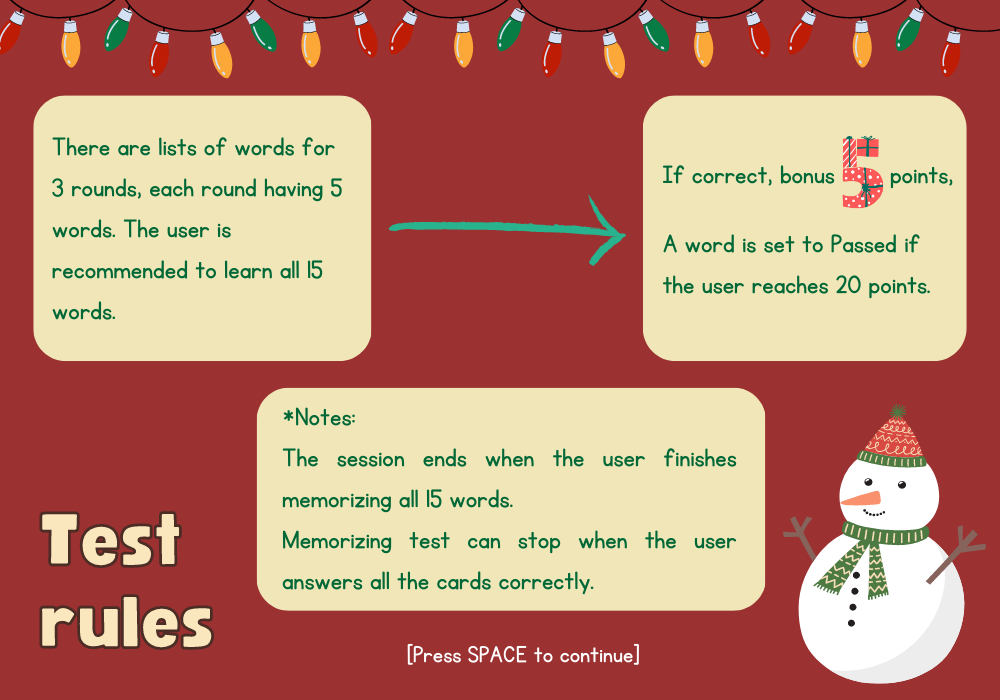 There are lists of words for
3 rounds, each round having 5
words. The user is
recommended to learn all 15
words.
If correct, bonus 5 points,
A word is set to Passed if
the user reaches 20 points.
*Notes:
The session ends when the user finishes
memorizing all 15 words.
Memorizing test can stop when the user
answers all the cards correctly.
Test
rules
[Press SPACE to continue]